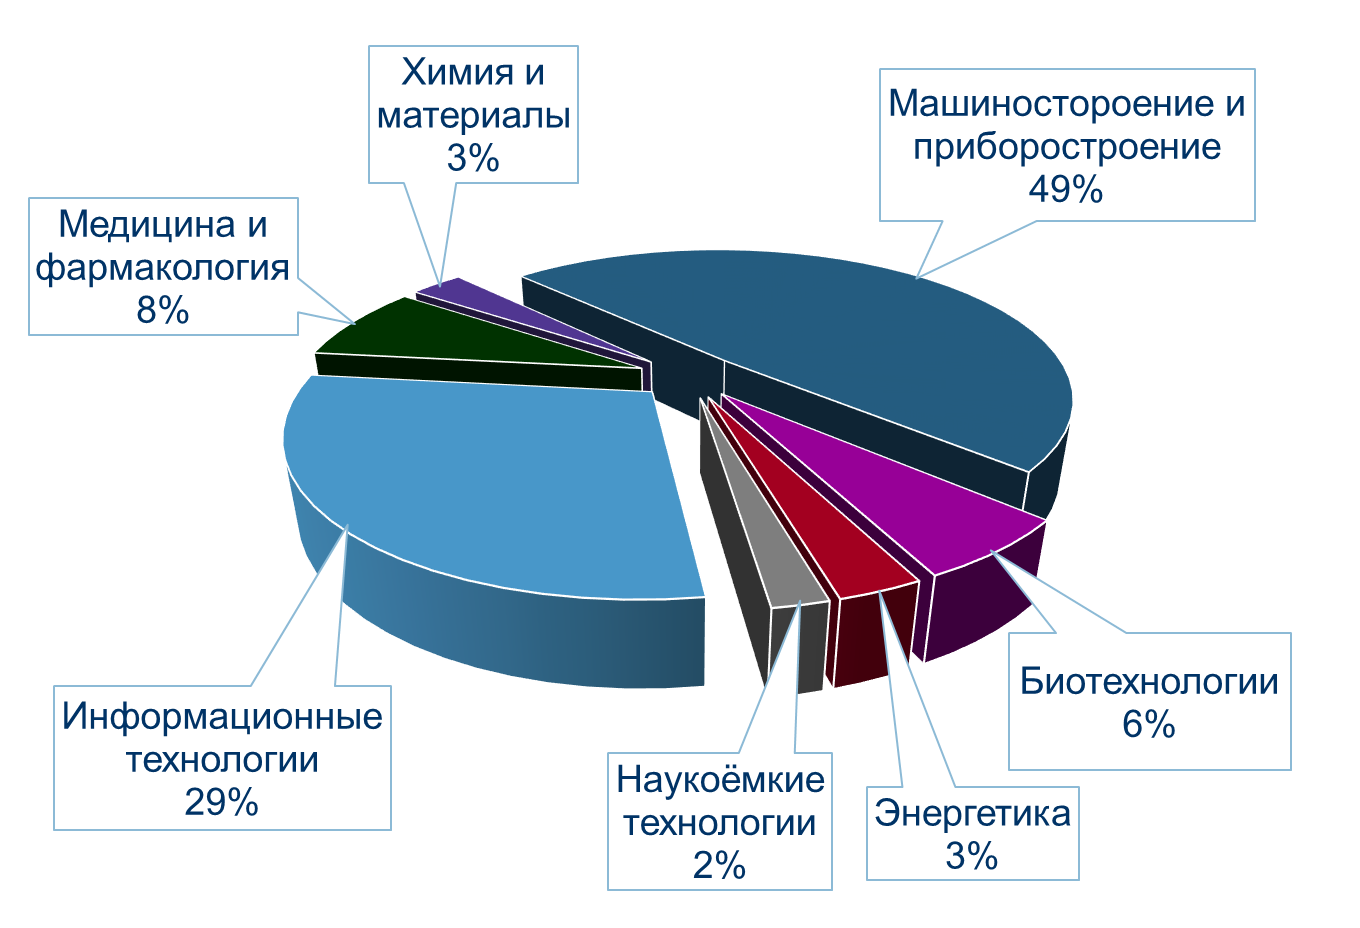 Химия и
материалы
3%
Машиностороение и
приборостроение
49%
Медицина и
фармакология
8%
Информационные
технологии
29%
Наукоёмкие
технологии
2%
Энергетика
3%
Биотехнологии
6%